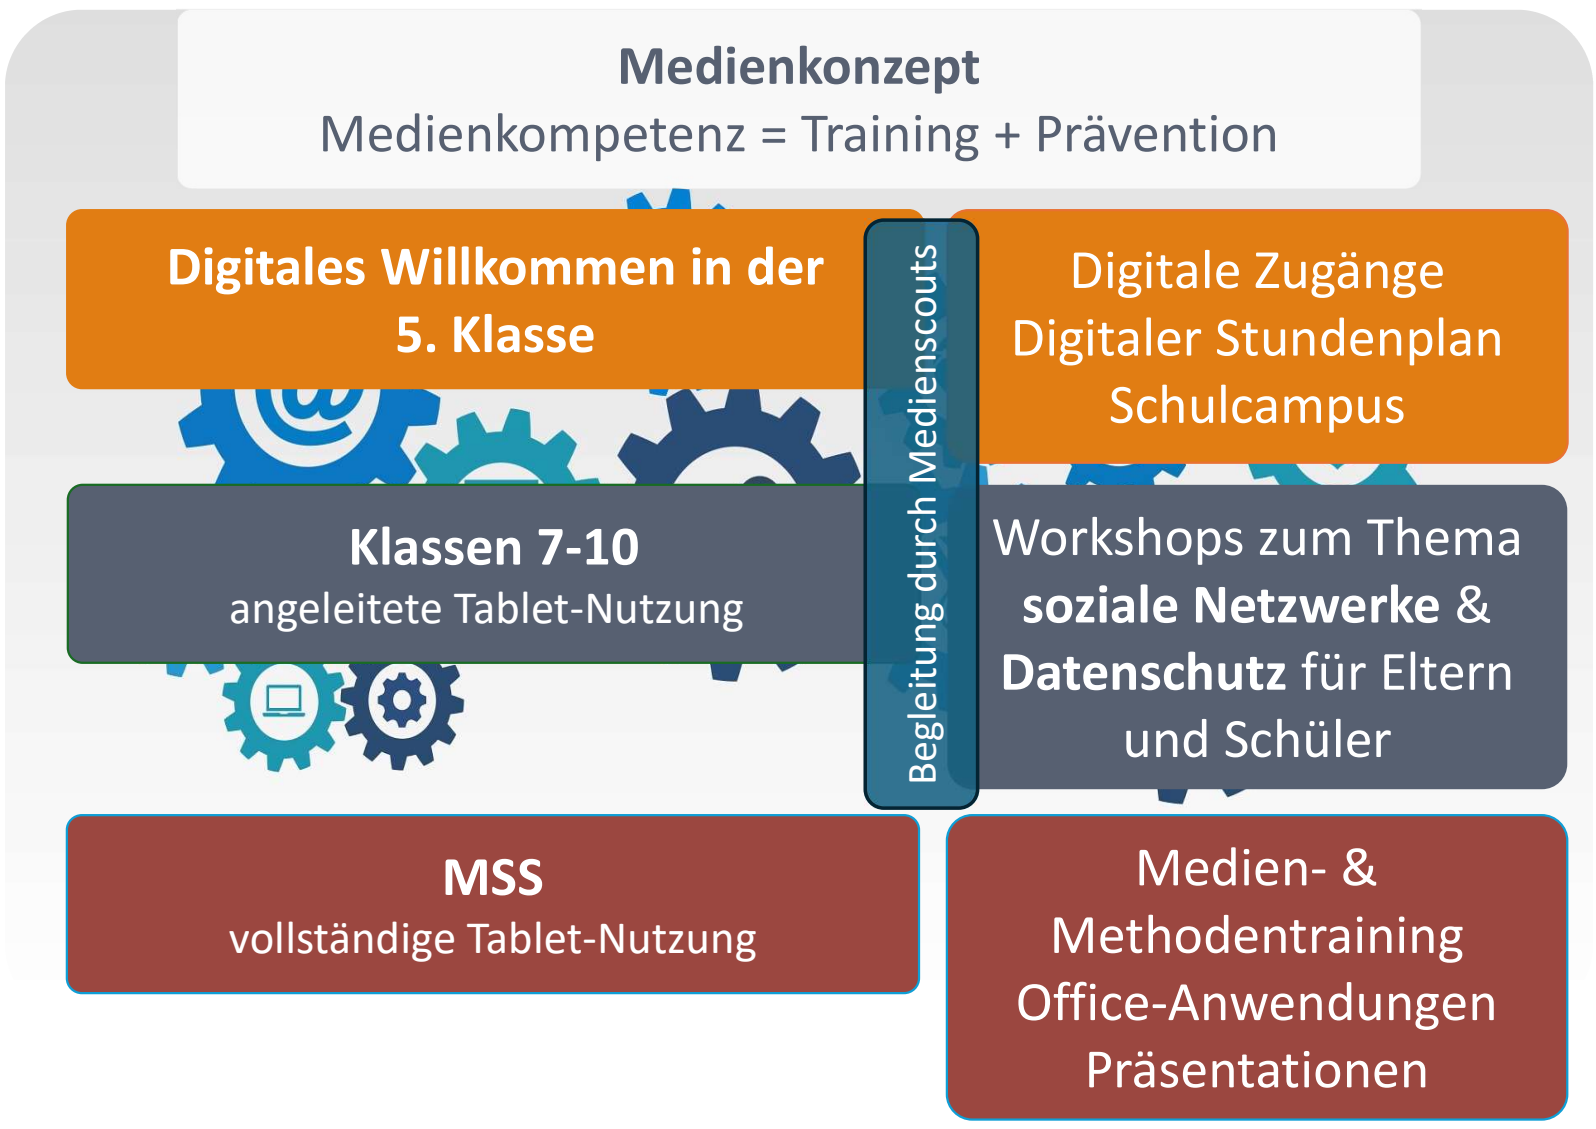 Medienkonzept
Medienkompetenz = Training + Prävention
Digitales Willkommen in der
5. Klasse
Digitale Zugänge
Digitaler Stundenplan
Schulcampus
Begleitung durch Medienscouts
Klassen 7-10
angeleitete Tablet-Nutzung
Workshops zum Thema
soziale Netzwerke &
Datenschutz für Eltern
und Schüler
MSS
vollständige Tablet-Nutzung
Medien- &
Methodentraining
Office-Anwendungen
Präsentationen